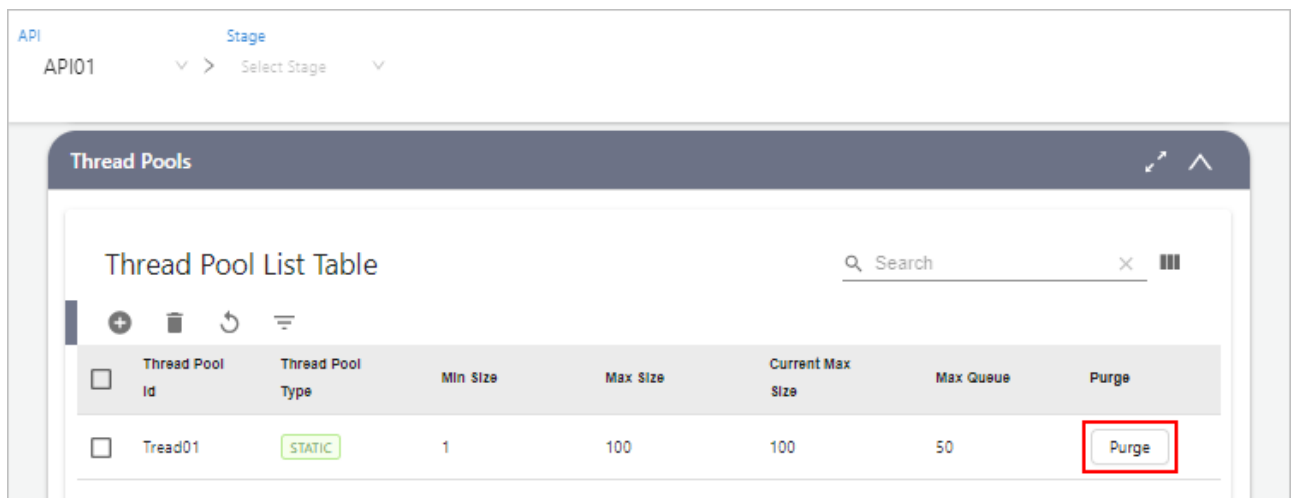 API Stage
API01 > Select Stage
Thread Pools
Thread Pool List Table
Search
Thread Pool Id Thread Pool Type Min Size Max Size Current Max Size Max Queue Purge
Tread01 STATIC 1 100 100 50 Purge